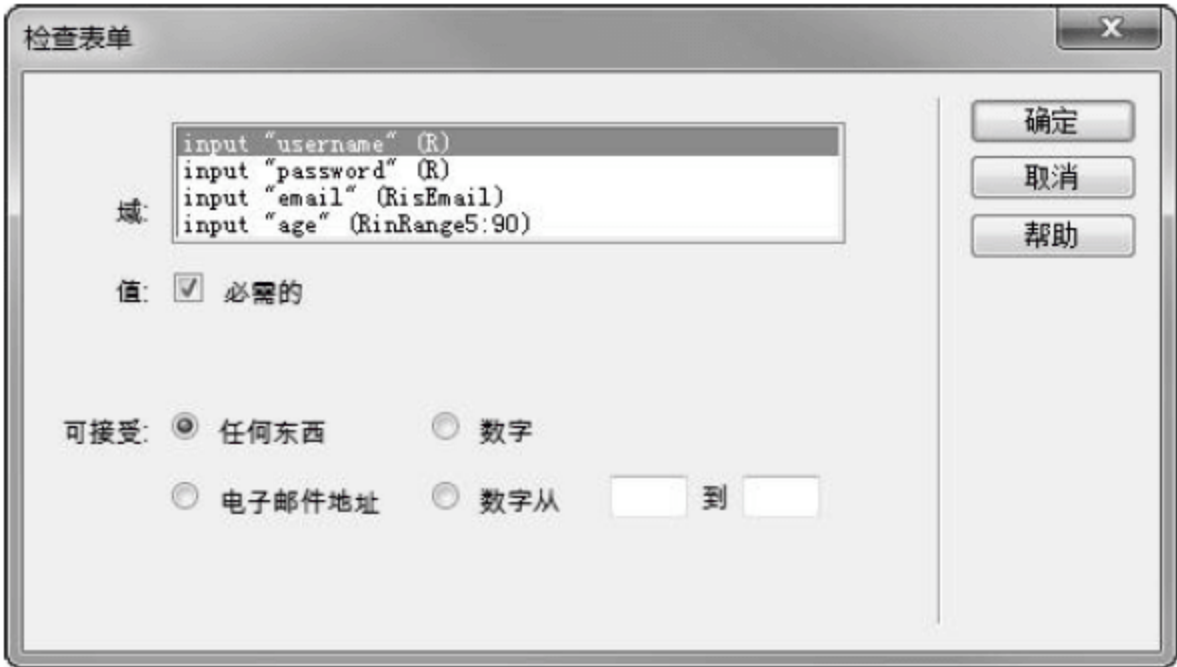 检查表单
input "username" (R)
input "password" (R)
input "email" (RisEmail)
input "age" (RinRange5:90)
域:
值: 必需的
可接受: 任何东西 数字
电子邮件地址 数字从 到
确定
取消
帮助